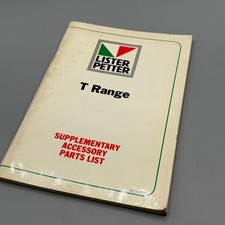 LISTER
PETTER
T Range
SUPPLEMENTARY
ACCESSORY
PARTS LIST